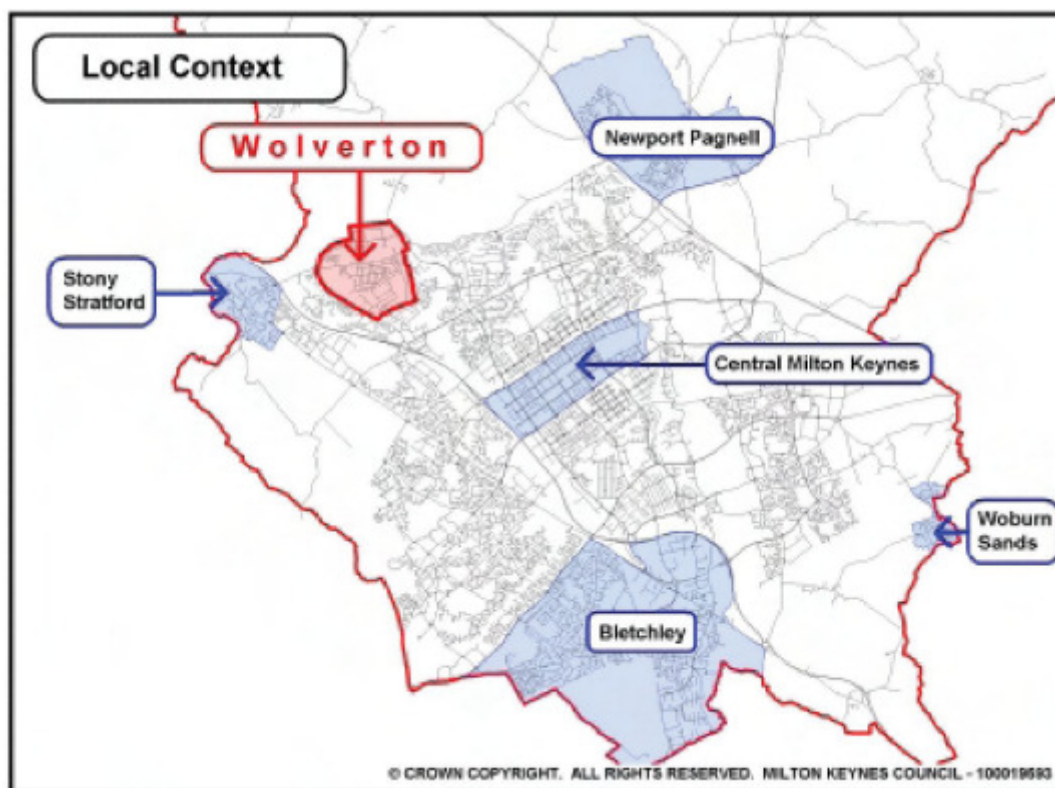 Local Context
Wolverton
Newport Pagnell
Stony
Stratford
Central Milton Keynes
Woburn
Sands
Bletchley
© CROWN COPYRIGHT. ALL RIGHTS RESERVED. MILTON KEYNES COUNCIL - 100019593